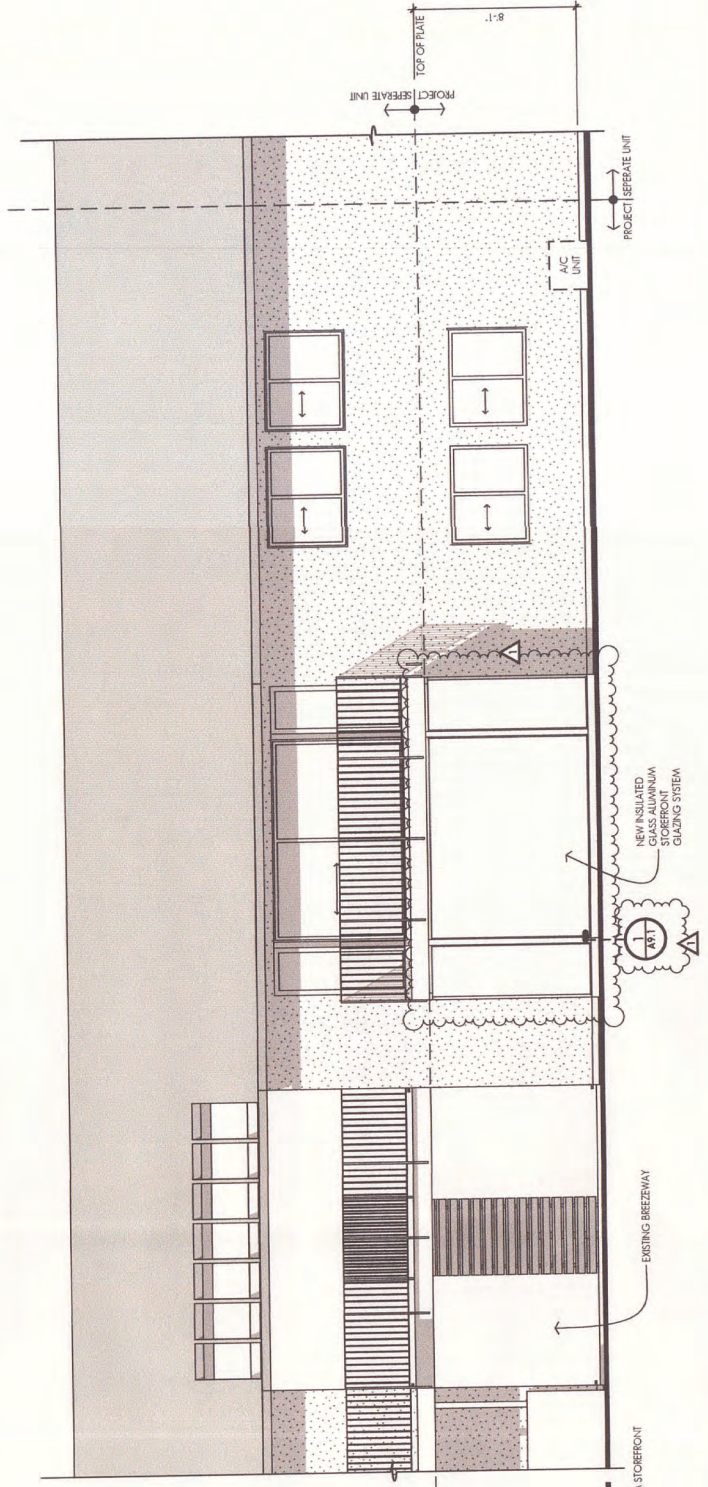 8'-1"
TOP OF PLATE
PROJECT SEPERATE UNIT
PROJECT SEPERATE UNIT
A/C
UNIT
1
NEW INSULATED
GLASS ALUMINUM
STOREFRONT
GLAZING SYSTEM
1
A9.1
1
EXISTING BREEZEWAY
STOREFRONT